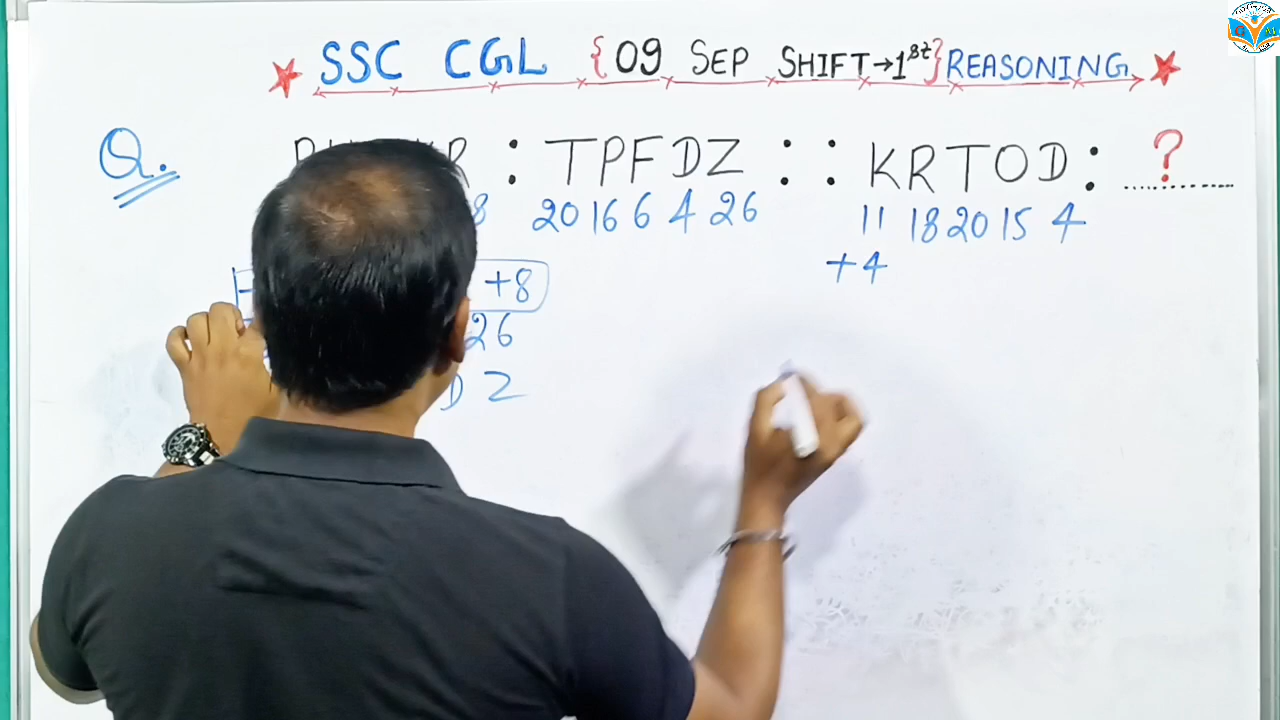 SSC CGL {09 SEP SHIFT→1st} REASONING
Q. R : TPFDZ : : KRTOD : ?
8 20 16 6 4 26 11 18 20 15 4
+8 +4
26
D Z